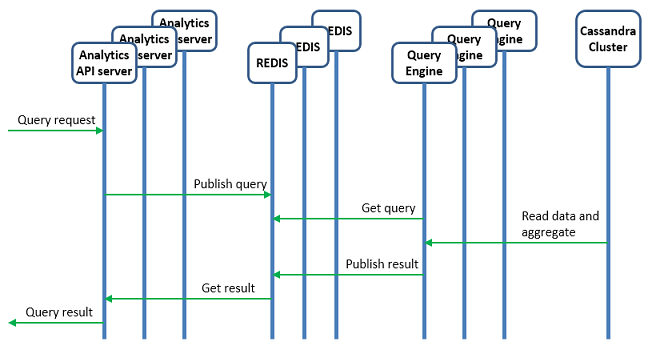 Analytics
server
Analytics
server
Analytics
API server
EDIS
EDIS
REDIS
Query
ngine
Query
ngine
Query
Engine
Cassandra
Cluster
Query request
Publish query
Get query
Read data and
aggregate
Publish result
Get result
Query result